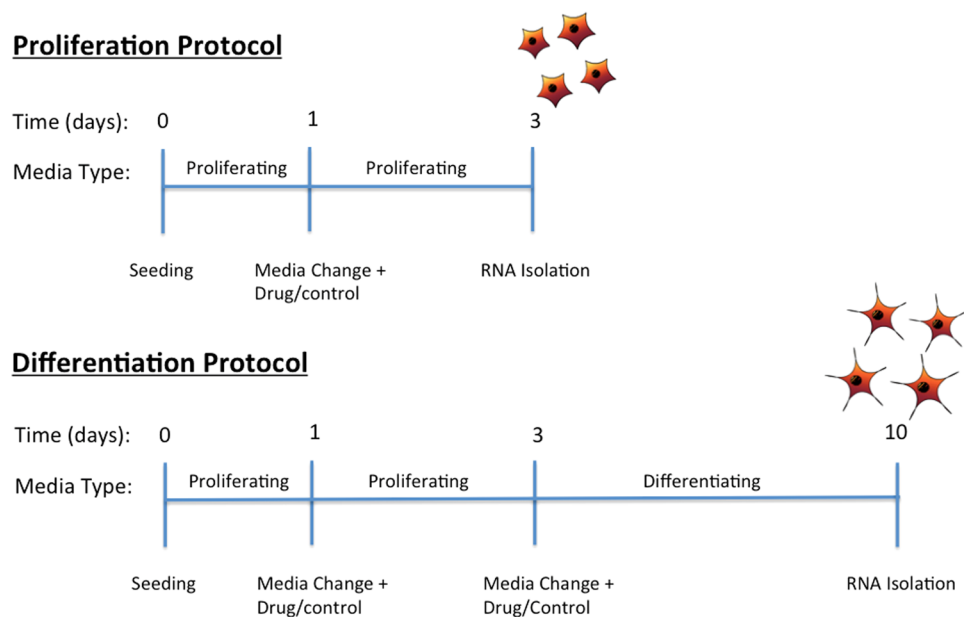 Proliferation Protocol
Time (days): 0 1 3
Media Type: Proliferating Proliferating
Seeding Media Change + RNA Isolation
Drug/control
Differentiation Protocol
Time (days): 0 1 3 10
Media Type: Proliferating Proliferating Differentiating
Seeding Media Change + Media Change + RNA Isolation
Drug/control Drug/Control